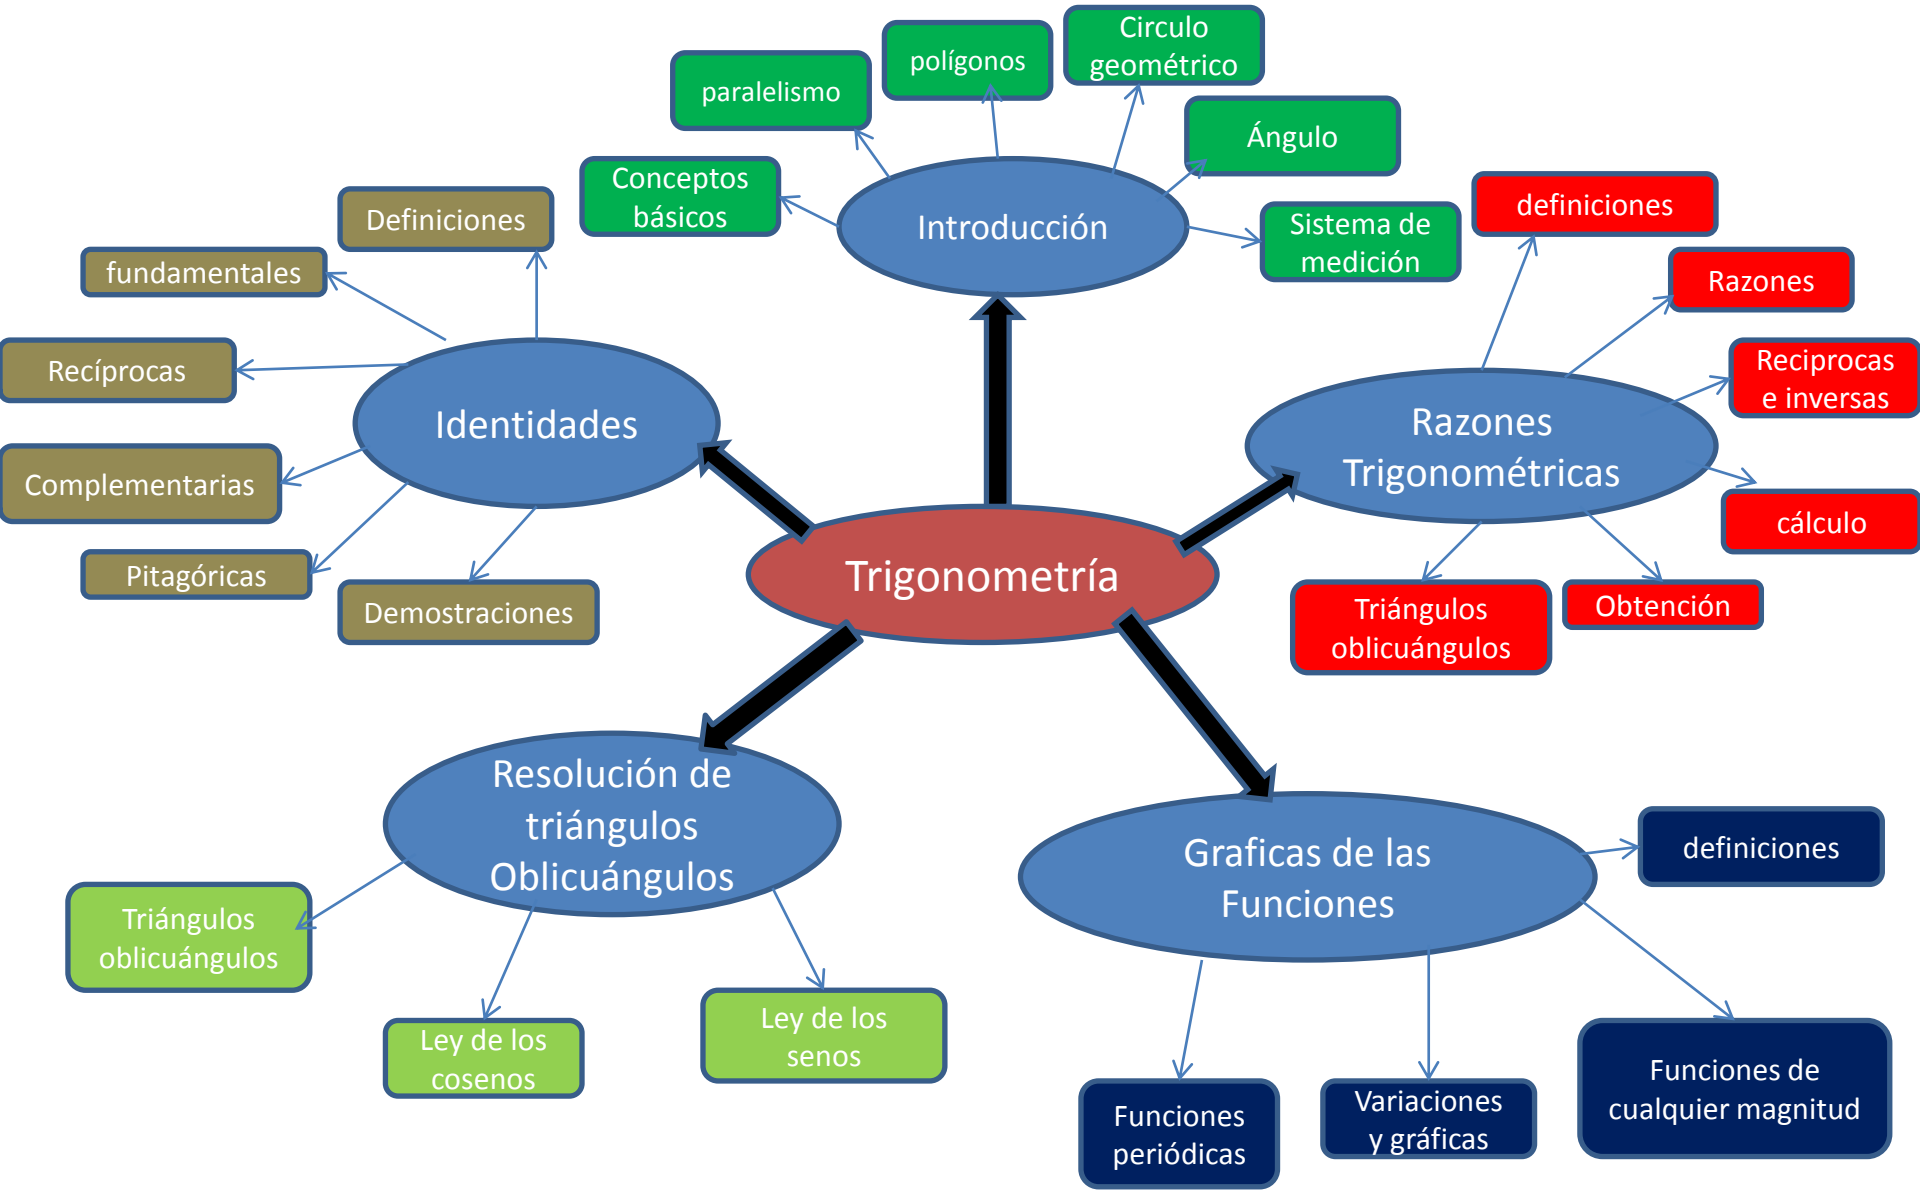 Circulo
geométrico
polígonos
paralelismo
Ángulo
Conceptos
básicos
Introducción
Sistema de
medición
Definiciones
fundamentales
Recíprocas
Identidades
Complementarias
Pitagóricas
Demostraciones
definiciones
Razones
Reciprocas
e inversas
Razones
Trigonométricas
cálculo
Triángulos
oblicuángulos
Obtención
Trigonometría
Resolución de
triángulos
Oblicuángulos
Triángulos
oblicuángulos
Ley de los
cosenos
Ley de los
senos
Graficas de las
Funciones
definiciones
Funciones
periódicas
Variaciones
y gráficas
Funciones de
cualquier magnitud